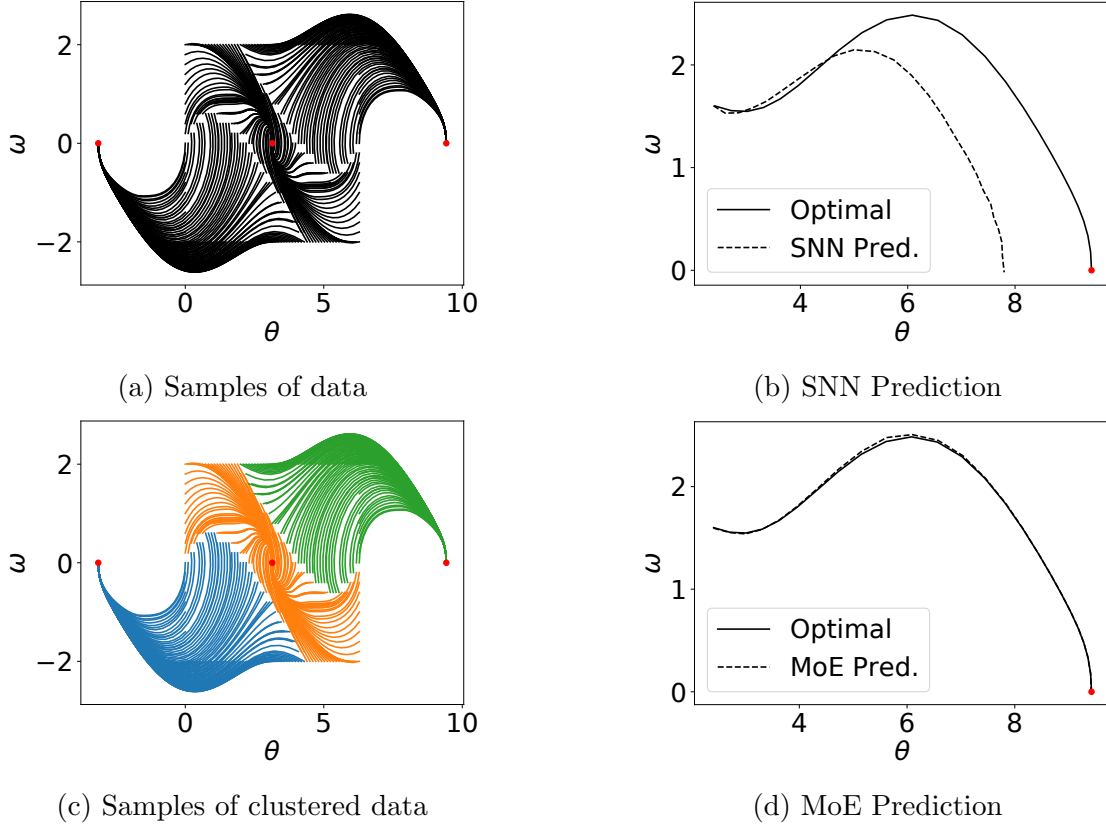 2
0
−2
ω
0
5
10
θ
(a) Samples of data
2
1
0
ω
Optimal
SNN Pred.
4
6
8
θ
(b) SNN Prediction
2
0
−2
ω
0
5
10
θ
(c) Samples of clustered data
2
1
0
ω
Optimal
MoE Pred.
4
6
8
θ
(d) MoE Prediction